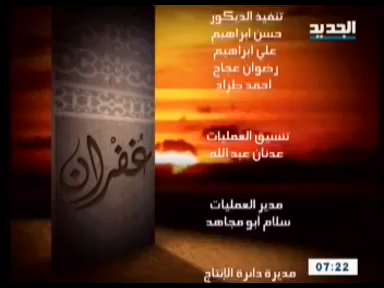 الجديد
تنفيذ الديكور
حسن ابراهيم
علي ابراهيم
رضوان عجاج
احمد طراد
غفران
تنسيق العمليات
عدنان عبد الله
مدير العمليات
سلام أبو مجاهد
مديرة دائرة الإنتاج
07:22